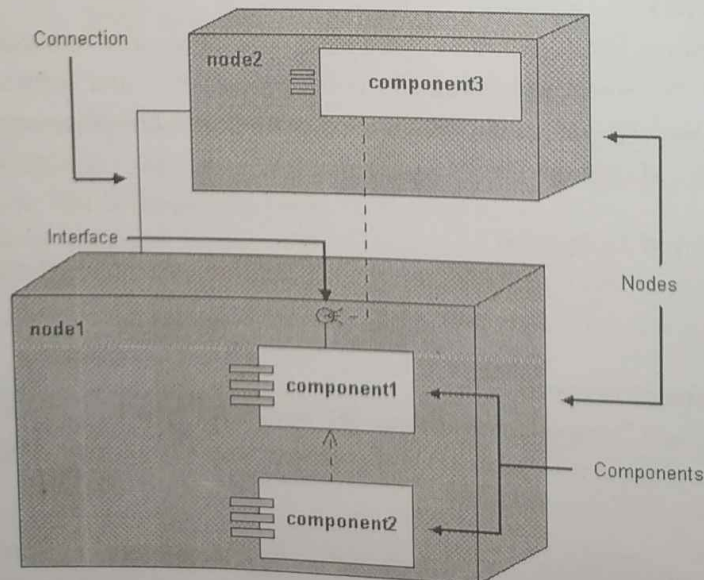 Connection
node2
component3
Interface
Nodes
node1
component1
Components
component2